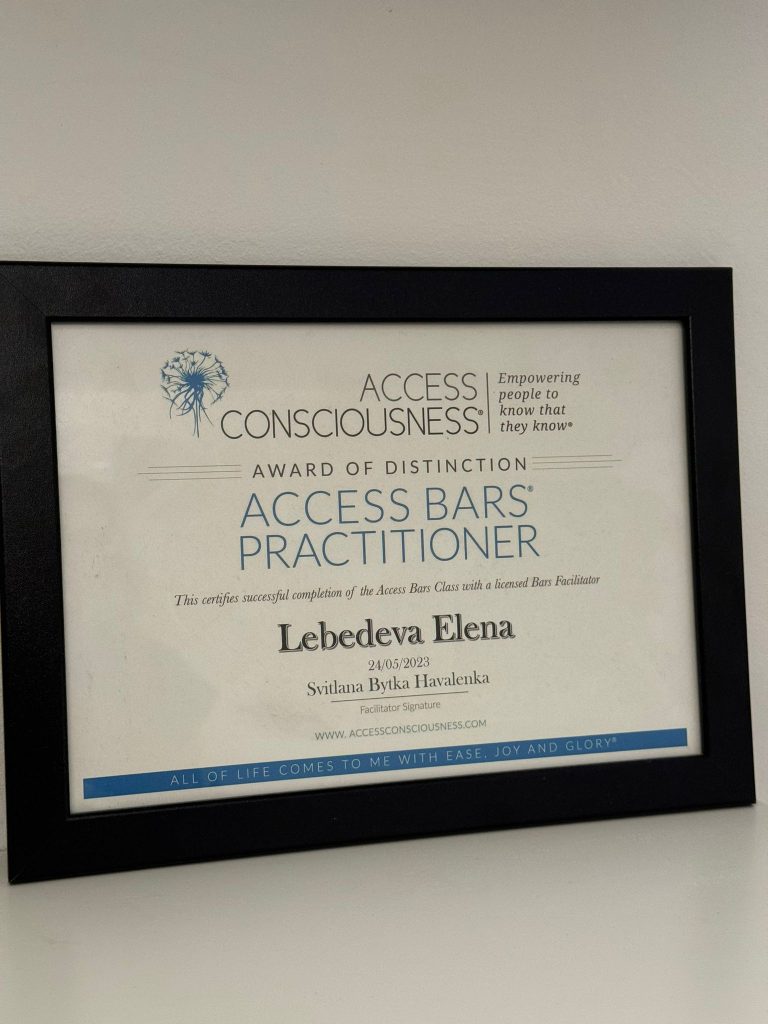 ACCESS
CONSCIOUSNESS®
Empowering
people to
know that
they know®
AWARD OF DISTINCTION
ACCESS BARS®
PRACTITIONER
This certifies successful completion of the Access Bars Class with a licensed Bars Facilitator
Lebedeva Elena
24/05/2023
Svitlana Bytka Havalenka
Facilitator Signature
WWW. ACCESSCONSCIOUSNESS.COM
ALL OF LIFE COMES TO ME WITH EASE, JOY AND GLORY®